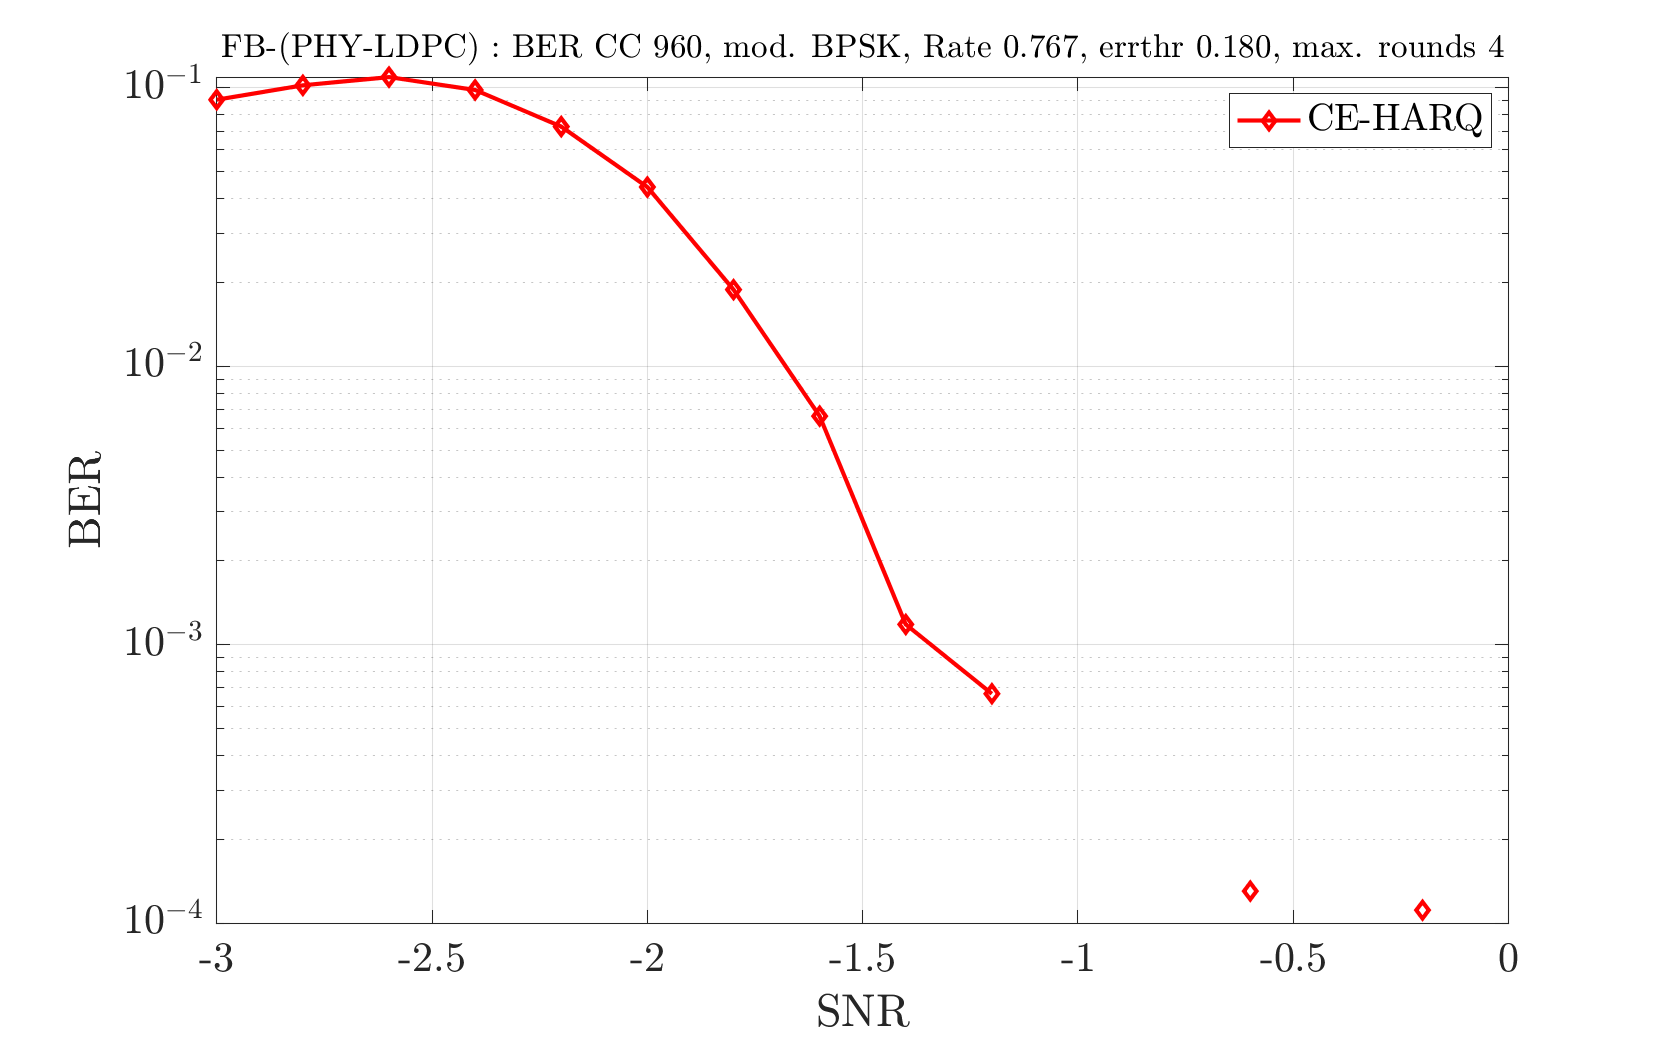 FB-(PHY-LDPC) : BER CC 960, mod. BPSK, Rate 0.767, errthr 0.180, max. rounds 4
CE-HARQ
10⁻¹
10⁻²
10⁻³
10⁻⁴
BER
-3 -2.5 -2 -1.5 -1 -0.5 0
SNR